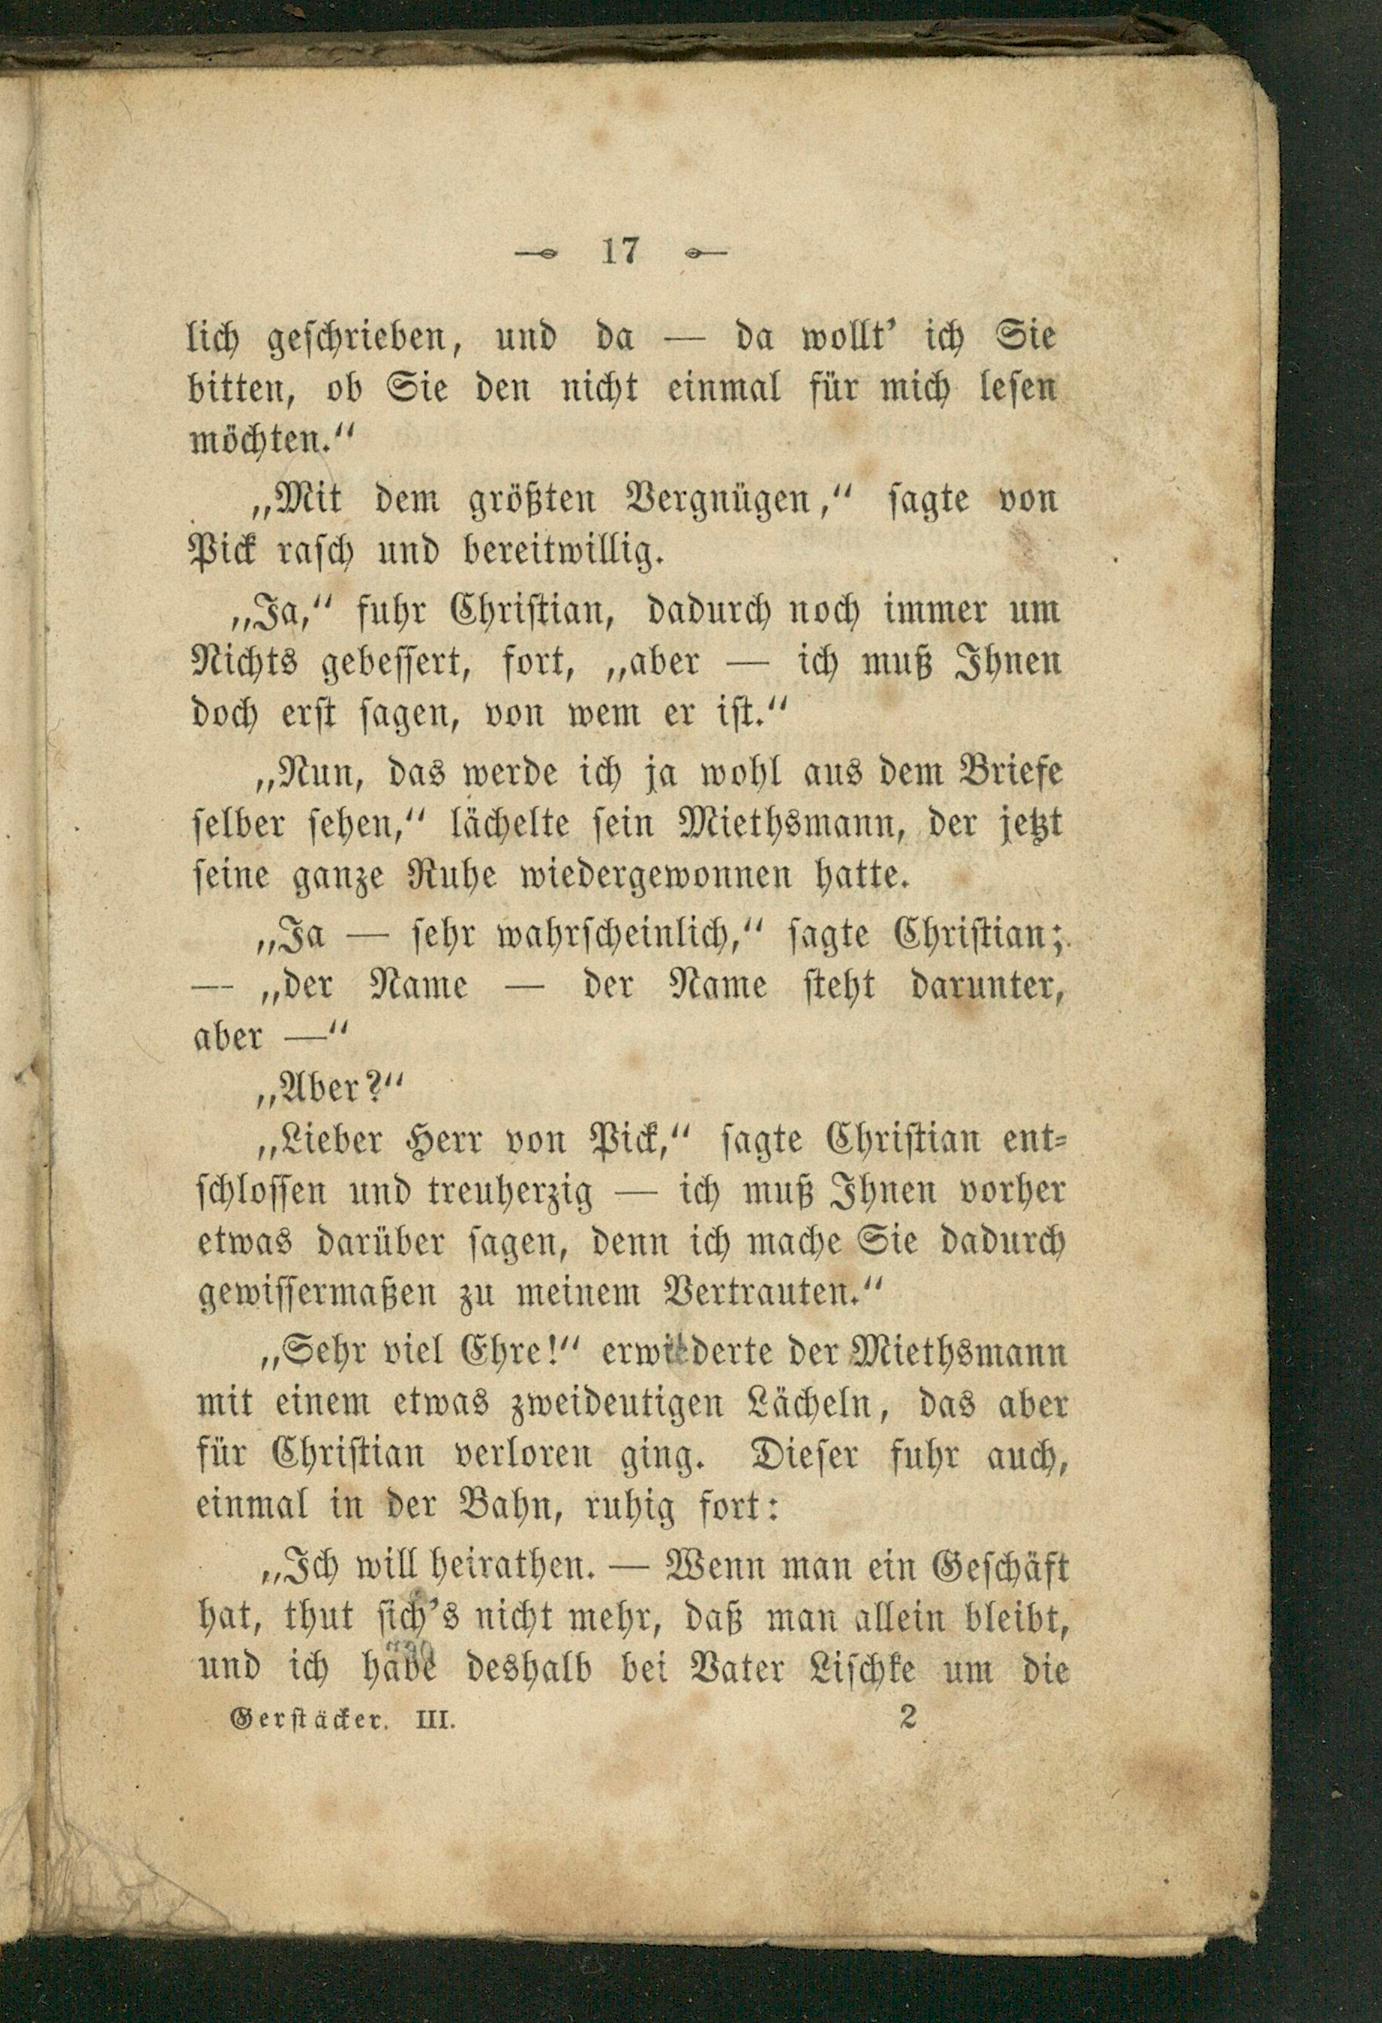 17
lich geschrieben, und da — da wollt’ ich Sie
bitten, ob Sie den nicht einmal für mich lesen
möchten.“
„Mit dem größten Vergnügen,“ sagte von
Pick rasch und bereitwillig.
„Ja,“ fuhr Christian, dadurch noch immer um
Nichts gebessert, fort, „aber — ich muß Ihnen
doch erst sagen, von wem er ist.“
„Nun, das werde ich ja wohl aus dem Briefe
selber sehen,“ lächelte sein Miethsmann, der jetzt
seine ganze Ruhe wiedergewonnen hatte.
„Ja — sehr wahrscheinlich,“ sagte Christian;
— „der Name — der Name steht darunter,
aber —“
„Aber?“
„Lieber Herr von Pick,“ sagte Christian ent-
schlossen und treuherzig — ich muß Ihnen vorher
etwas darüber sagen, denn ich mache Sie dadurch
gewissermaßen zu meinem Vertrauten.“
„Sehr viel Ehre!“ erwiederte der Miethsmann
mit einem etwas zweideutigen Lächeln, das aber
für Christian verloren ging. Dieser fuhr auch,
einmal in der Bahn, ruhig fort:
„Ich will heirathen. — Wenn man ein Geschäft
hat, thut sich’s nicht mehr, daß man allein bleibt,
und ich habe deshalb bei Vater Lischke um die
Gerstäcker. III. 2